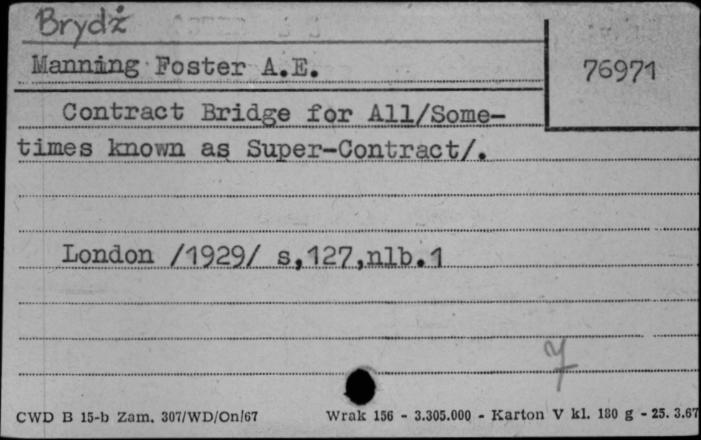 Brydż
Manning Foster A.E.
76971
Contract Bridge for All/Some-
times known as Super-Contract/.
London /1929/ s,127,nlb.1
7
CWD B 15-b Zam. 307/WD/On/67 Wrak 156 - 3.305.000 - Karton V kl. 180 g - 25. 3.67